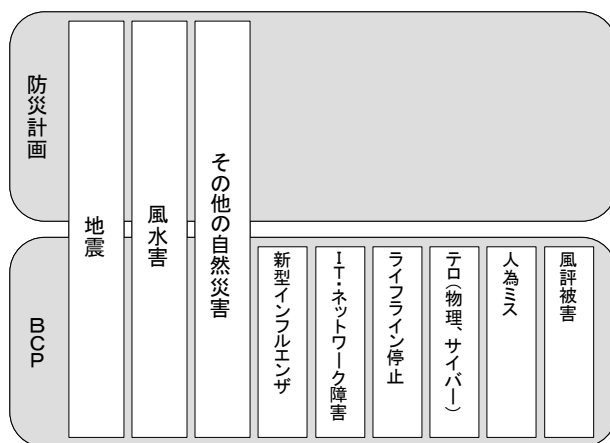 防災計画
地震
風水害
その他の自然災害
BCP
新型インフルエンザ
IT・ネットワーク障害
ライフライン停止
テロ（物理、サイバー）
人為ミス
風評被害